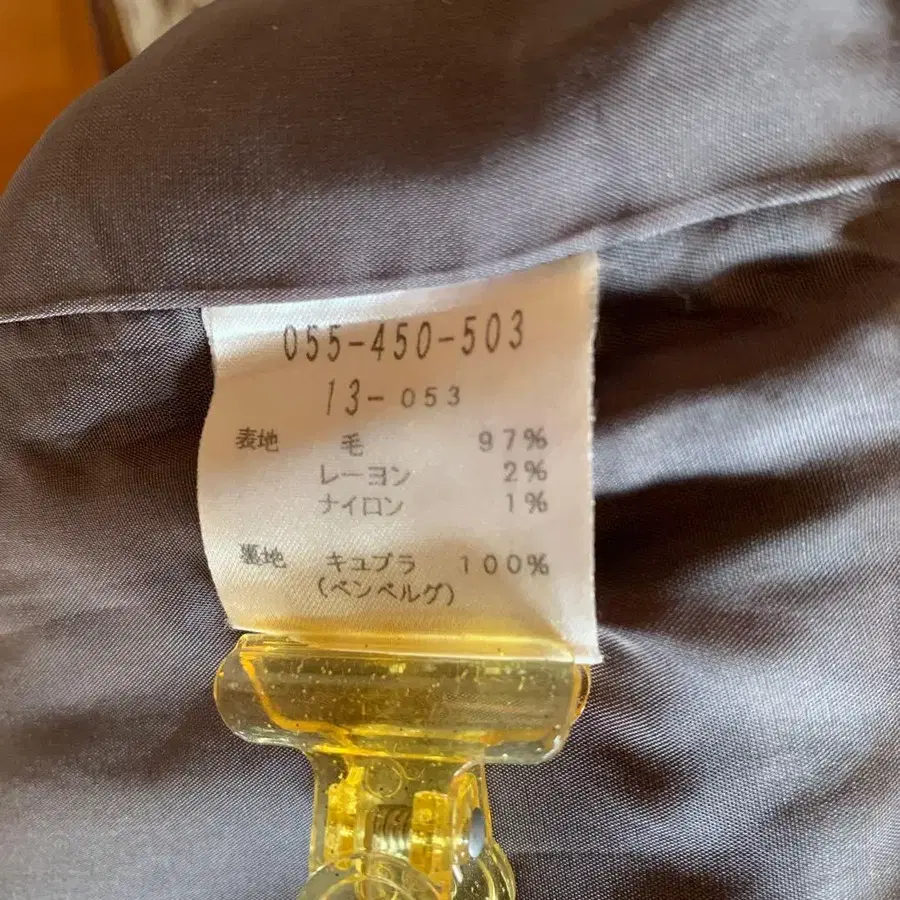 055-450-503
13-053
表地 毛 97%
レーヨン 2%
ナイロン 1%
裏地 キュプラ 100%
(ベンベルグ)